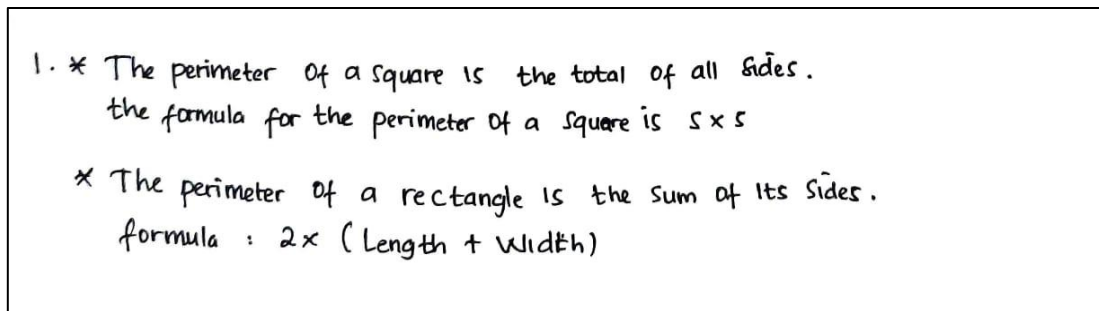 1. * The perimeter of a square is the total of all sides.
the formula for the perimeter of a square is s x s
* The perimeter of a rectangle is the sum of its sides.
formula : 2x (Length + Width)